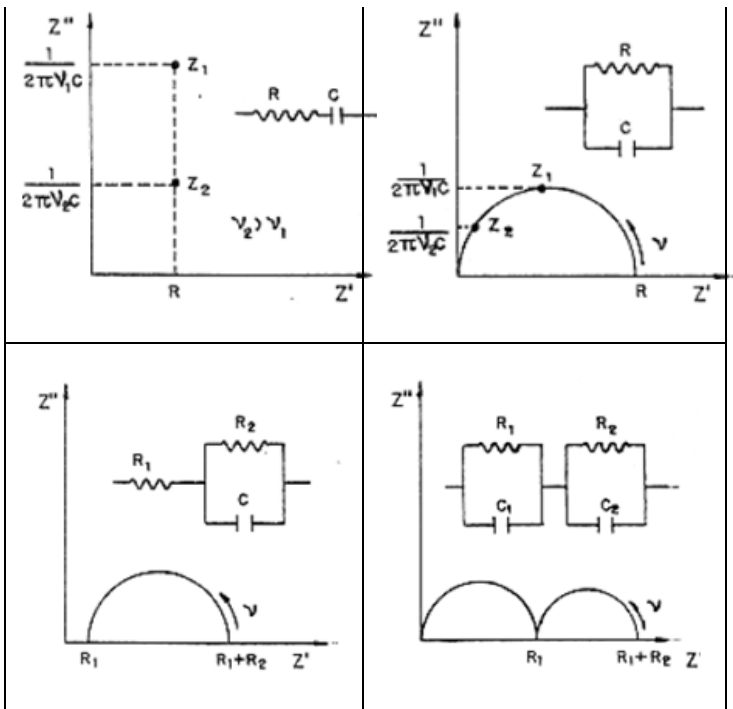 Z"
1/2πν₁C
Z₁
R C
1/2πν₂C
Z₂
ν₂>ν₁
R Z'
Z"
R
C
1/2πν₁C
Z₁
1/2πν₂C
Z₂
ν
R Z'
Z"
R₂
R₁
C
ν
R₁ R₁+R₂ Z'
Z"
R₁ R₂
C₁ C₂
ν
R₁ R₁+R₂ Z'